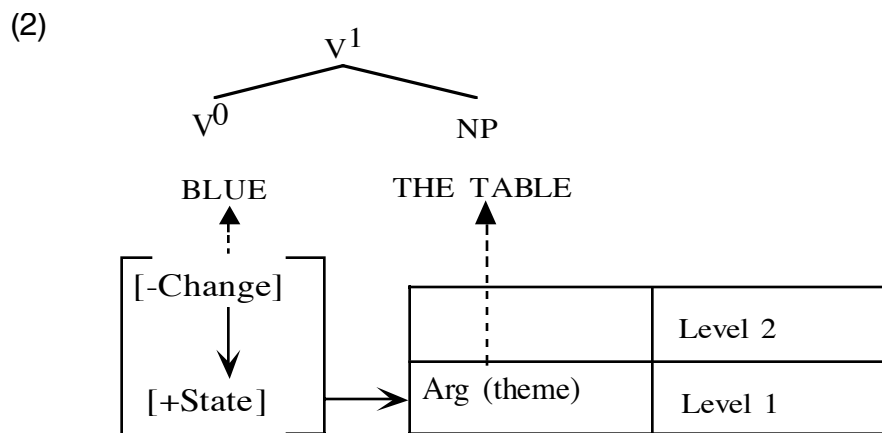 (2)
V1
V0 NP
BLUE THE TABLE
[-Change]
Level 2
[+State] Arg (theme) Level 1